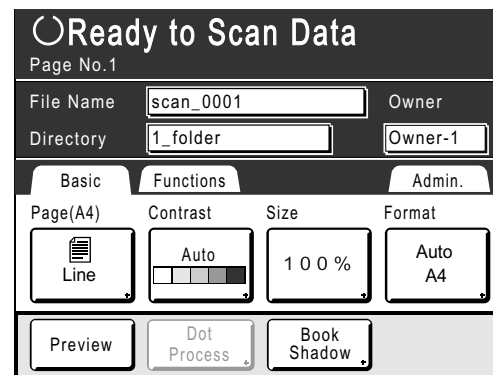 Ready to Scan Data
Page No.1
File Name scan_0001 Owner
Directory 1_folder Owner-1
Basic Functions Admin.
Page(A4) Contrast Size Format
Line Auto 100% Auto A4
Preview Dot Process Book Shadow